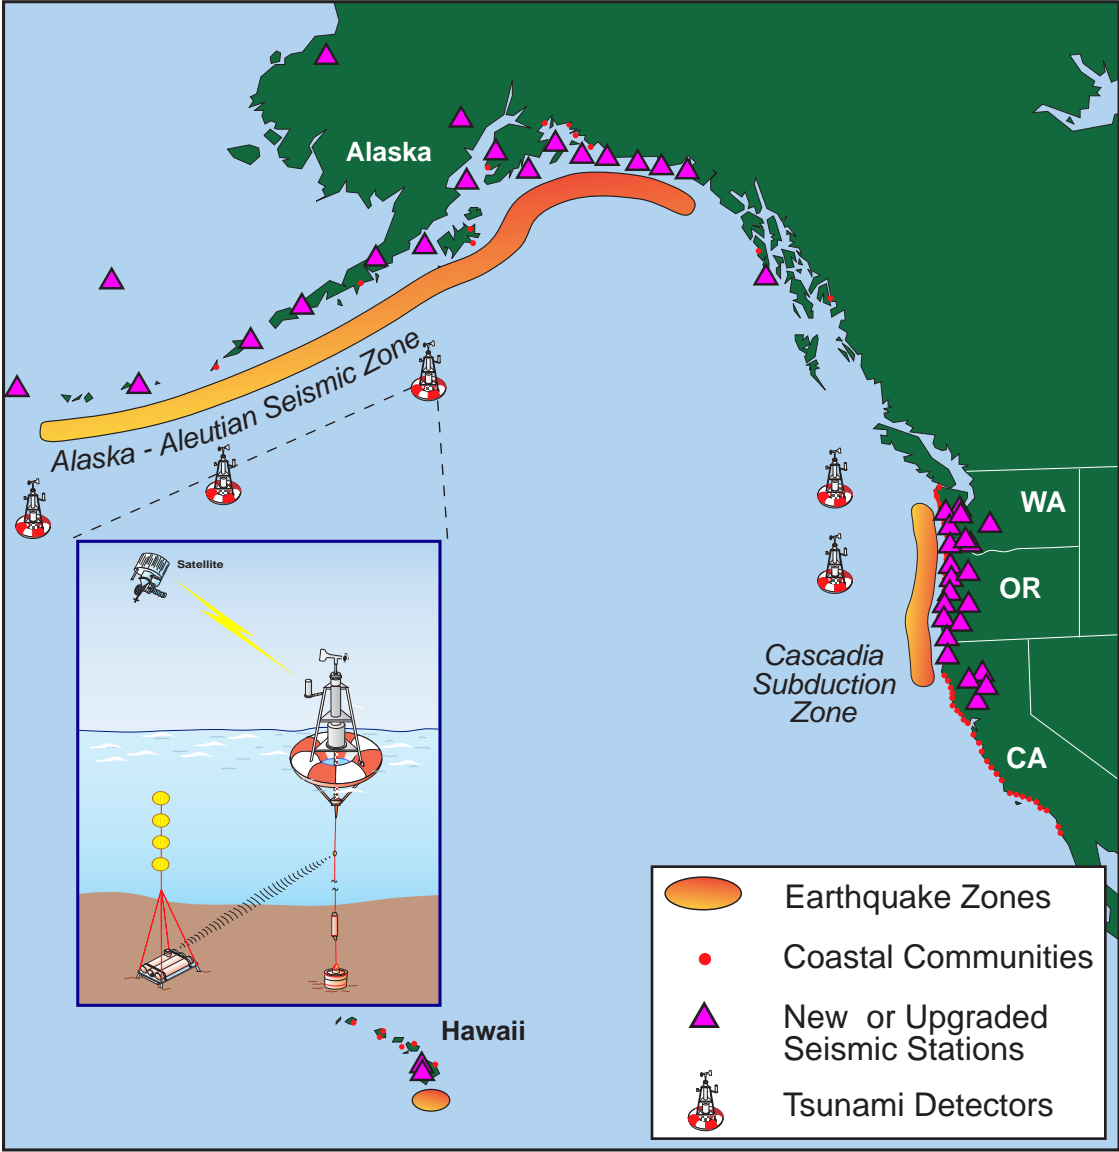 Alaska
Alaska - Aleutian Seismic Zone
WA
OR
Satellite
Cascadia
Subduction
Zone
CA
Earthquake Zones
Coastal Communities
New or Upgraded
Seismic Stations
Tsunami Detectors
Hawaii